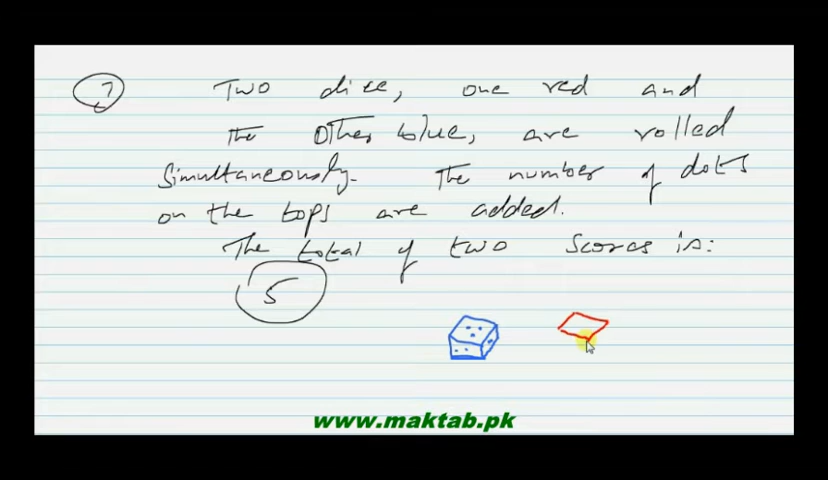 7 Two dice, one red and
the other blue, are rolled
simultaneously. The number of dots
on the tops are added.
The total of two scores is:
5
www.maktab.pk